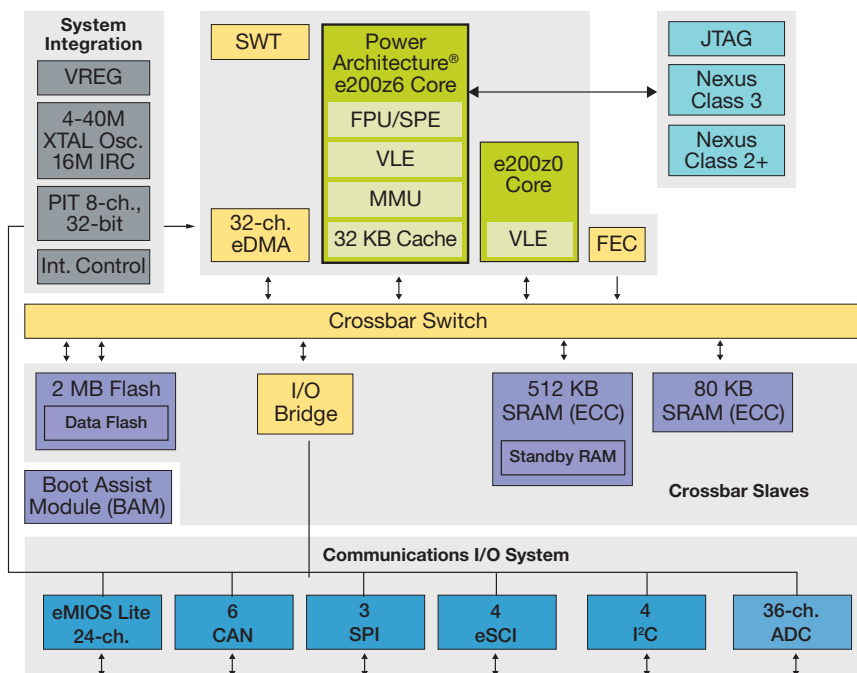 System
Integration
VREG
4-40M
XTAL Osc.
16M IRC
PIT 8-ch.,
32-bit
Int. Control
SWT
32-ch.
eDMA
Power
Architecture®
e200z6 Core
FPU/SPE
VLE
MMU
32 KB Cache
e200z0
Core
VLE
FEC
JTAG
Nexus
Class 3
Nexus
Class 2+
Crossbar Switch
2 MB Flash
Data Flash
I/O
Bridge
512 KB
SRAM (ECC)
Standby RAM
80 KB
SRAM (ECC)
Boot Assist
Module (BAM)
Crossbar Slaves
Communications I/O System
eMIOS Lite
24-ch.
6
CAN
3
SPI
4
eSCI
4
I²C
36-ch.
ADC